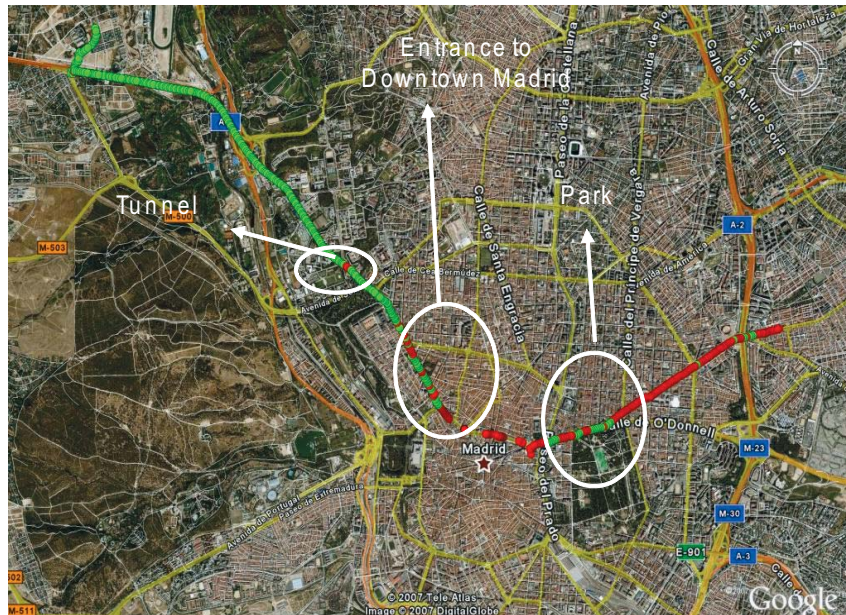 Entrance to
Downtown Madrid
Tunnel
Park
Gran Vía de Hortaleza
Calle de Arturo Soria
Paseo de la Castellana
Avenida de Pío
A-2
M-500
M-503
Calle de Santa Engracia
Calle del Príncipe de Vergara
Avenida de América
Calle de Cea Bermúdez
Calle de O'Donnell
Madrid
Paseo del Prado
M-23
M-30
E-901
A-3
Calle
Avenida de Portugal
Paseo de Extremadura
502
M-511
© 2007 Tele Atlas
Image © 2007 DigitalGlobe
Google